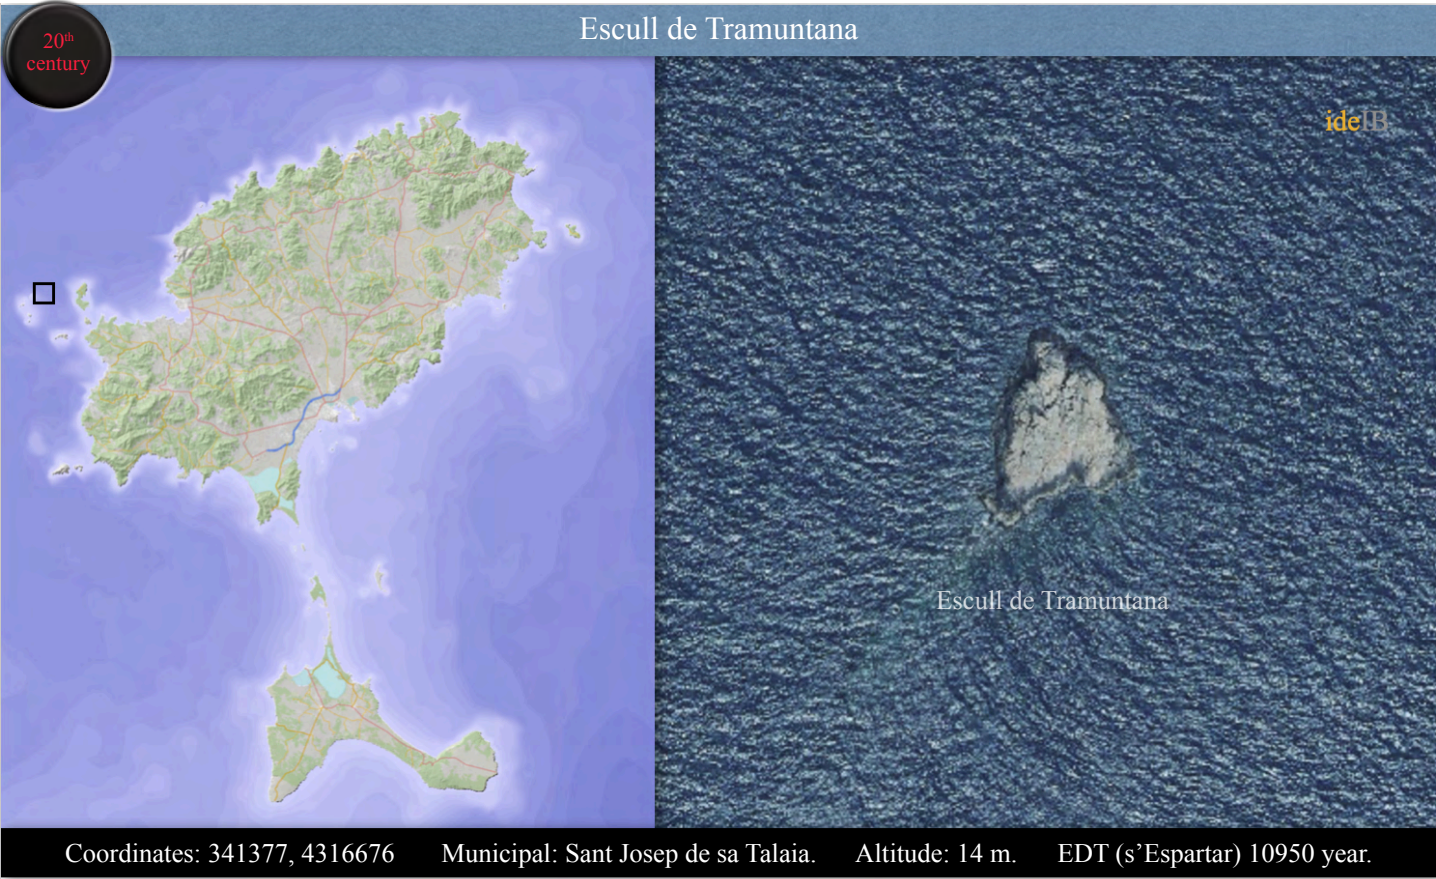 Escull de Tramuntana
20th
century
ideIB
Escull de Tramuntana
Coordinates: 341377, 4316676 Municipal: Sant Josep de sa Talaia. Altitude: 14 m. EDT (s’Espartar) 10950 year.